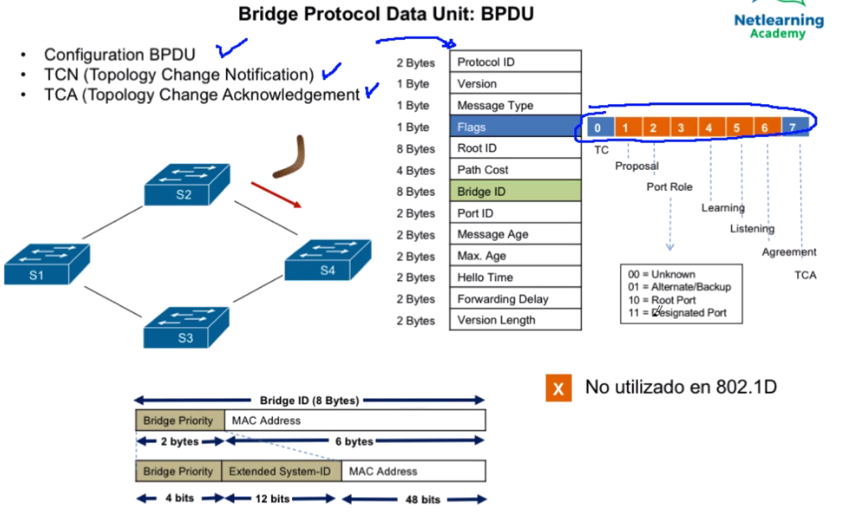 Bridge Protocol Data Unit: BPDU
Netlearning
Academy
• Configuration BPDU
• TCN (Topology Change Notification)
• TCA (Topology Change Acknowledgement
2 Bytes Protocol ID
1 Byte Version
1 Byte Message Type
1 Byte Flags 0 1 2 3 4 5 6 7
8 Bytes Root ID
4 Bytes Path Cost
8 Bytes Bridge ID
2 Bytes Port ID
2 Bytes Message Age
2 Bytes Max. Age
2 Bytes Hello Time
2 Bytes Forwarding Delay
2 Bytes Version Length
TC
Proposal
Port Role
Learning
Listening
Agreement
TCA
00 = Unknown
01 = Alternate/Backup
10 = Root Port
11 = Designated Port
S2
S1
S4
S3
X No utilizado en 802.1D
Bridge ID (8 Bytes)
Bridge Priority MAC Address
2 bytes 6 bytes
Bridge Priority Extended System-ID MAC Address
4 bits 12 bits 48 bits